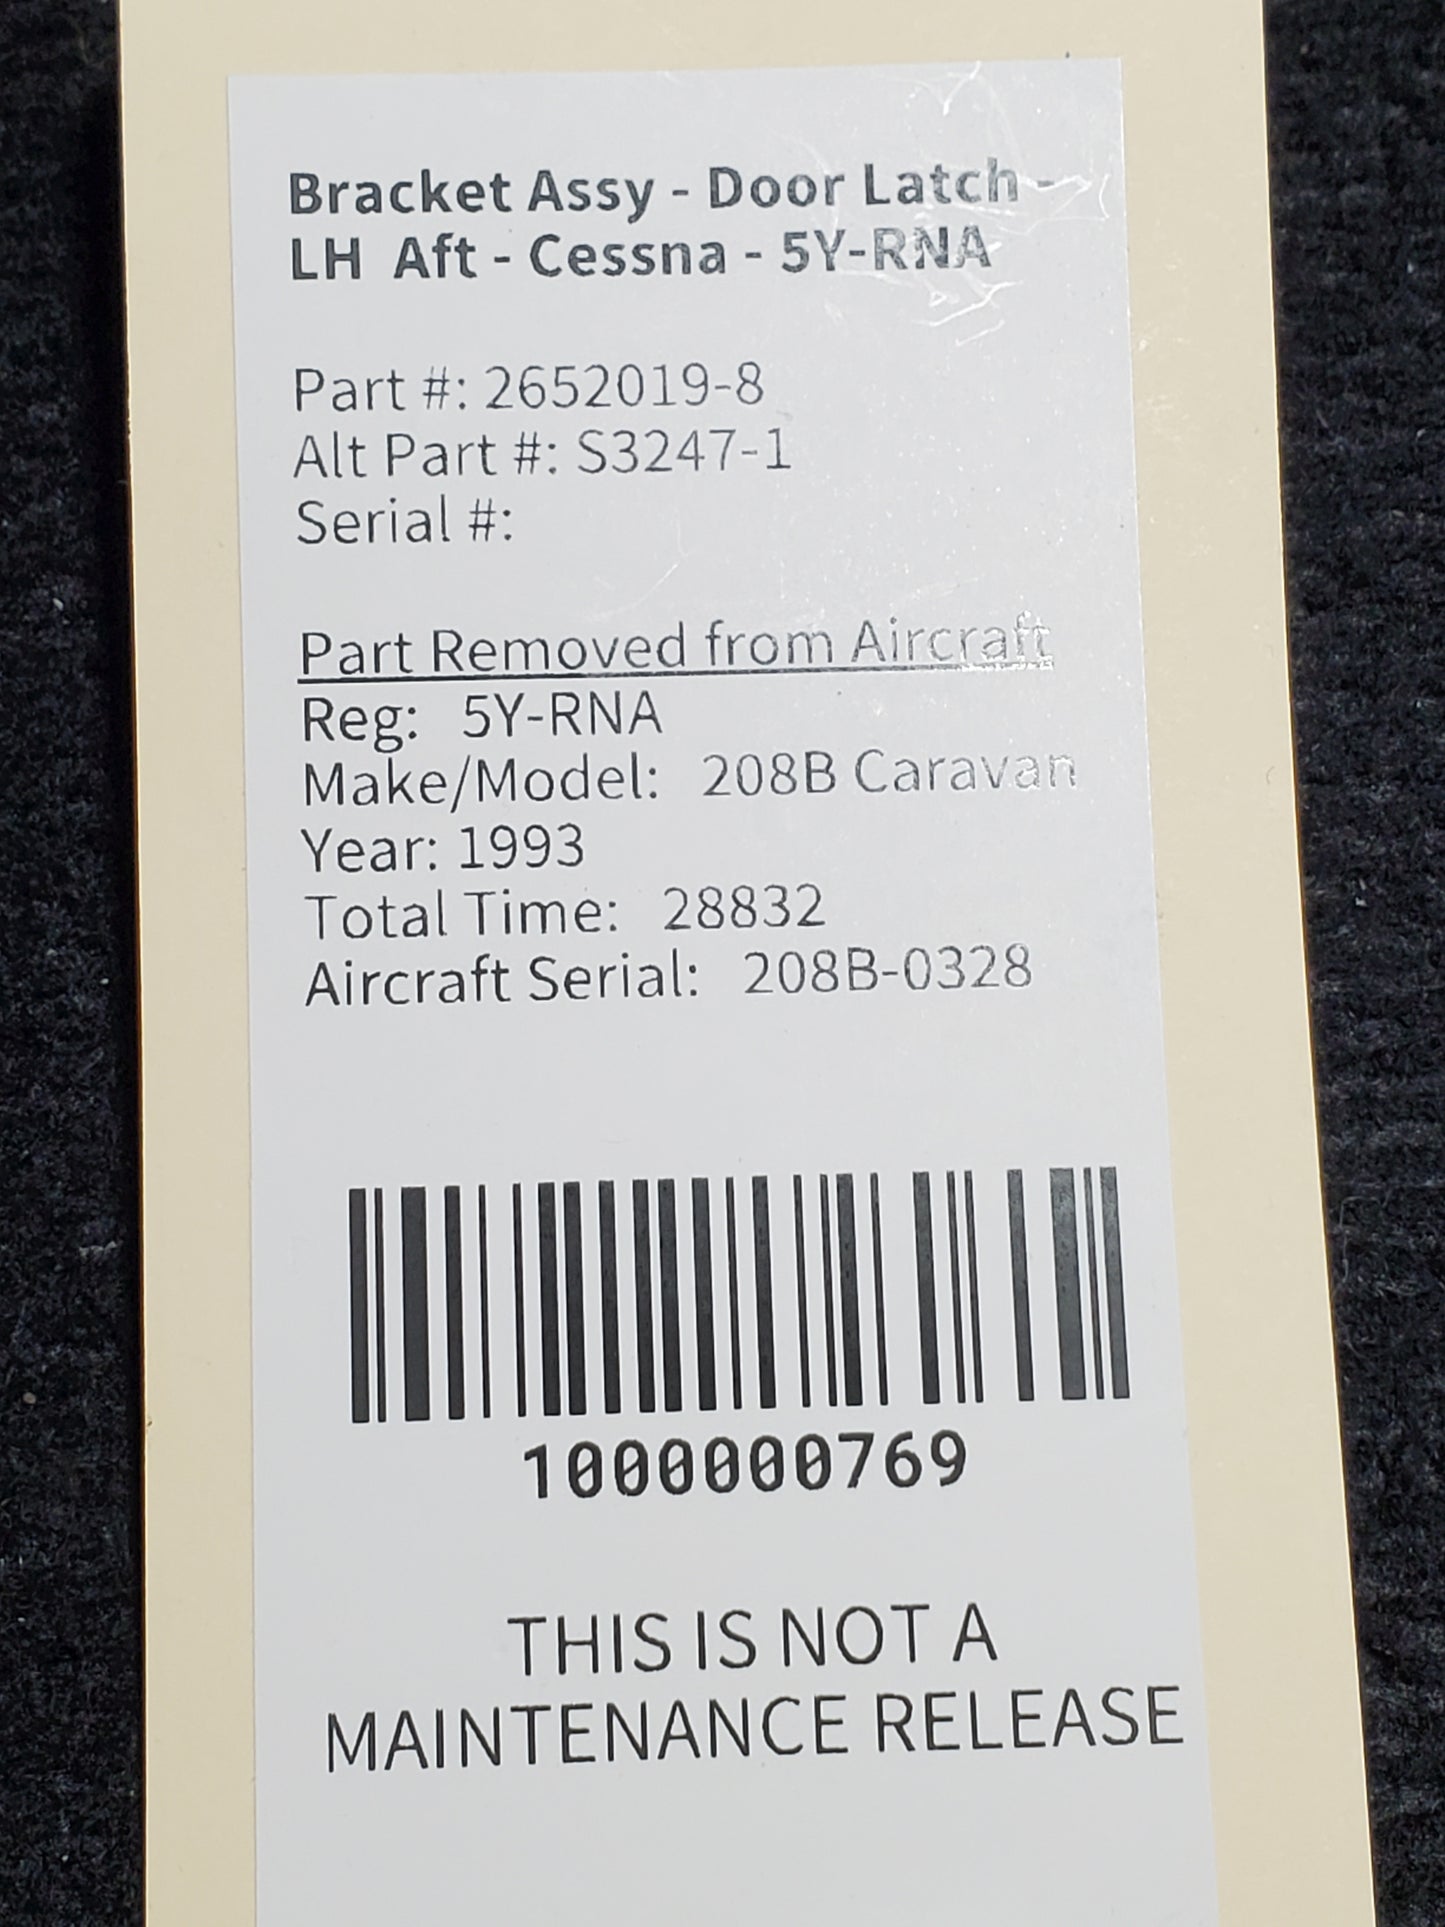 Bracket Assy - Door Latch -
LH  Aft - Cessna - 5Y-RNA
Part #: 2652019-8
Alt Part #: S3247-1
Serial #:
Part Removed from Aircraft
Reg:  5Y-RNA
Make/Model:  208B Caravan
Year: 1993
Total Time:  28832
Aircraft Serial:  208B-0328
1000000769
THIS IS NOT A
MAINTENANCE RELEASE